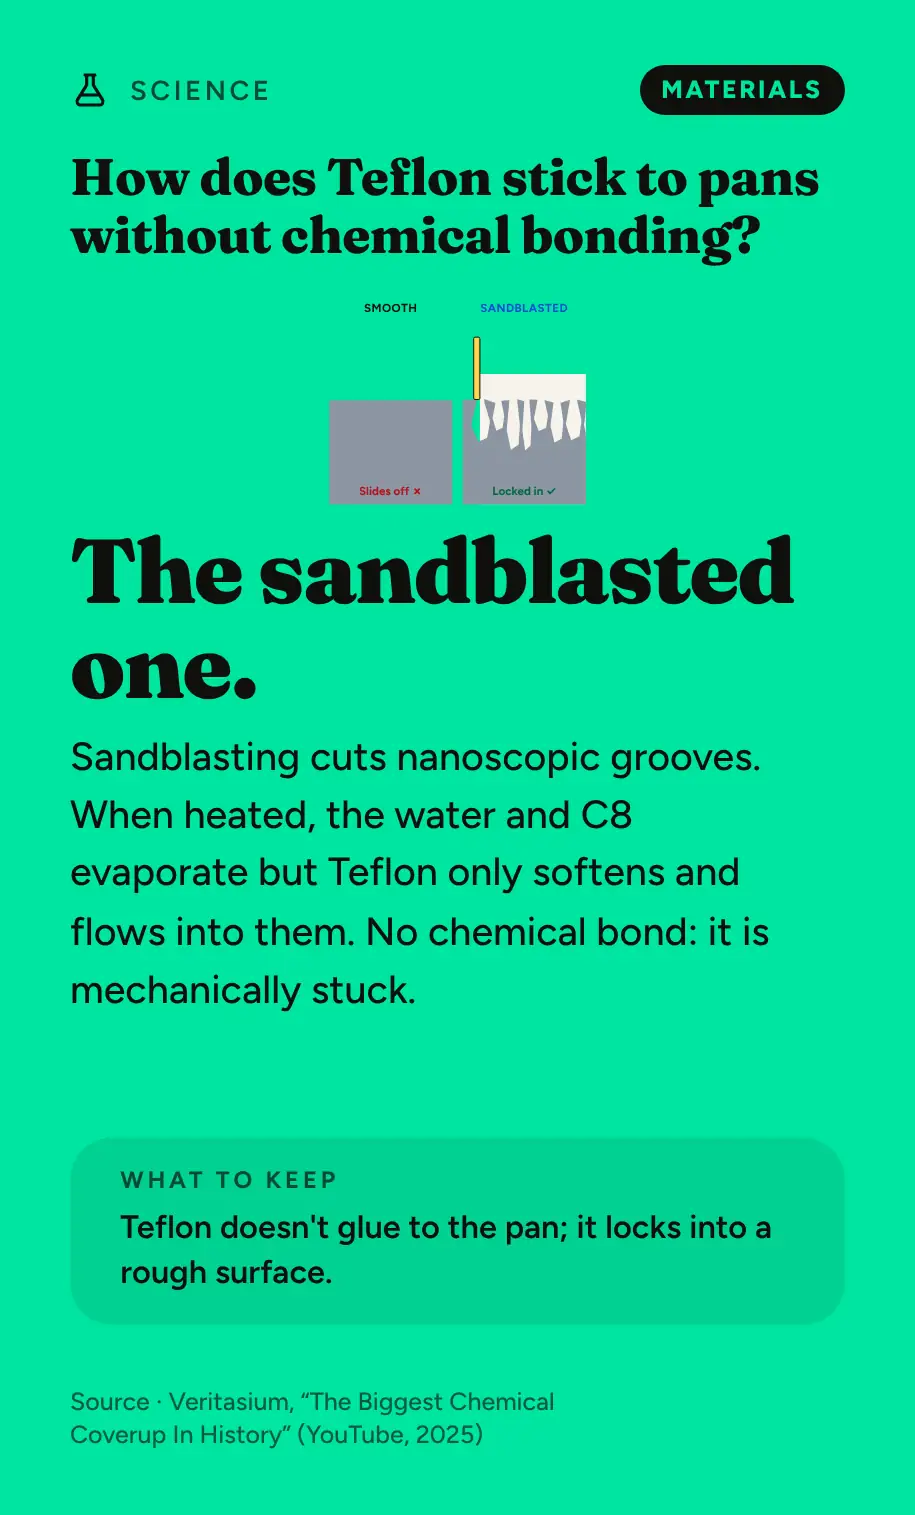 SCIENCE
MATERIALS
How does Teflon stick to pans
without chemical bonding?
SMOOTH
SANDBLASTED
Slides off ×
Locked in ✓
The sandblasted
one.
Sandblasting cuts nanoscopic grooves.
When heated, the water and C8
evaporate but Teflon only softens and
flows into them. No chemical bond: it is
mechanically stuck.
WHAT TO KEEP
Teflon doesn't glue to the pan; it locks into a
rough surface.
Source · Veritasium, “The Biggest Chemical
Coverup In History” (YouTube, 2025)